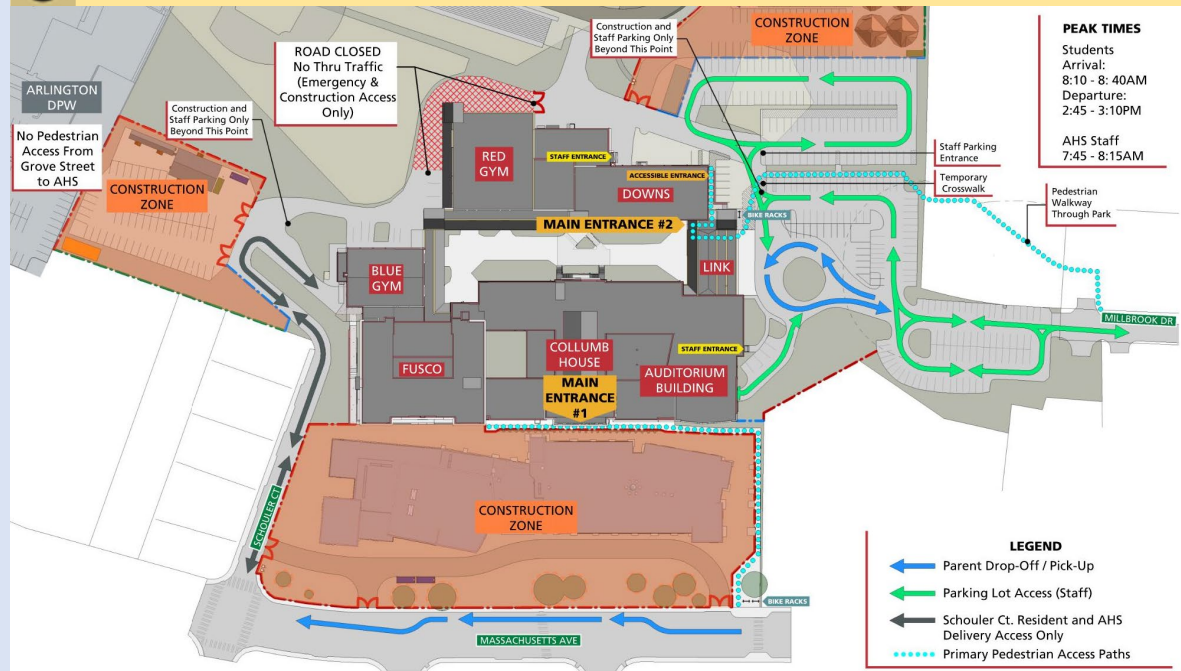 Construction and
Staff Parking Only
Beyond This Point
CONSTRUCTION
ZONE
PEAK TIMES
Students
Arrival:
8:10 - 8: 40AM
Departure:
2:45 - 3:10PM
AHS Staff
7:45 - 8:15AM
ROAD CLOSED
No Thru Traffic
(Emergency &
Construction Access
Only)
ARLINGTON
DPW
No Pedestrian
Access From
Grove Street
to AHS
Construction and
Staff Parking Only
Beyond This Point
CONSTRUCTION
ZONE
RED
GYM
STAFF ENTRANCE
ACCESSIBLE ENTRANCE
DOWNS
MAIN ENTRANCE #2
BIKE RACKS
Staff Parking
Entrance
Temporary
Crosswalk
Pedestrian
Walkway
Through Park
BLUE
GYM
LINK
MILLBROOK DR
FUSCO
COLLUMB
HOUSE
STAFF ENTRANCE
AUDITORIUM
BUILDING
MAIN
ENTRANCE
#1
SCHOULER CT
CONSTRUCTION
ZONE
BIKE RACKS
MASSACHUSETTS AVE
LEGEND
Parent Drop-Off / Pick-Up
Parking Lot Access (Staff)
Schouler Ct. Resident and AHS
Delivery Access Only
Primary Pedestrian Access Paths